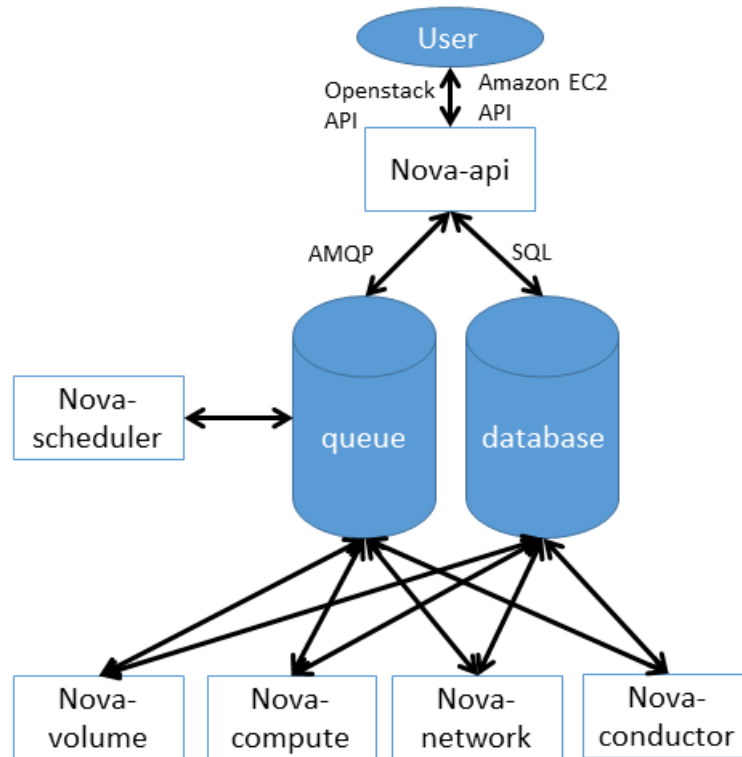 User
Openstack
API
Amazon EC2
API
Nova-api
AMQP
SQL
Nova-
scheduler
queue
database
Nova-
volume
Nova-
compute
Nova-
network
Nova-
conductor